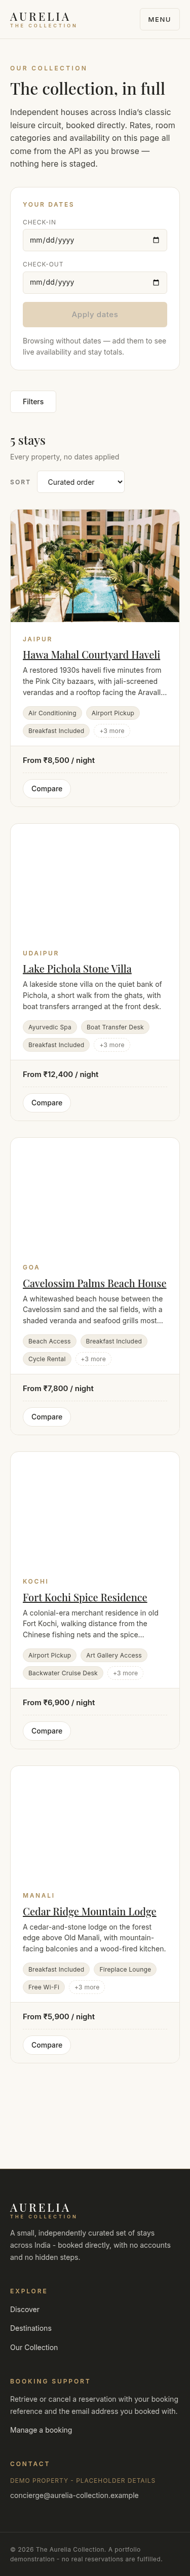 AURELIA
THE COLLECTION
MENU
OUR COLLECTION
The collection, in full
Independent houses across India's classic
leisure circuit, booked directly. Rates, room
categories and availability on this page all
come from the API as you browse —
nothing here is staged.
YOUR DATES
CHECK-IN
mm/dd/yyyy
CHECK-OUT
mm/dd/yyyy
Apply dates
Browsing without dates — add them to see
live availability and stay totals.
Filters
5 stays
Every property, no dates applied
SORT
Curated order
JAIPUR
Hawa Mahal Courtyard Haveli
A restored 1930s haveli five minutes from
the Pink City bazaars, with jali-screened
verandas and a rooftop facing the Aravall...
Air Conditioning
Airport Pickup
Breakfast Included
+3 more
From ₹8,500 / night
Compare
UDAIPUR
Lake Pichola Stone Villa
A lakeside stone villa on the quiet bank of
Pichola, a short walk from the ghats, with
boat transfers arranged at the front desk.
Ayurvedic Spa
Boat Transfer Desk
Breakfast Included
+3 more
From ₹12,400 / night
Compare
GOA
Cavelossim Palms Beach House
A whitewashed beach house between the
Cavelossim sand and the sal fields, with a
shaded veranda and seafood grills most...
Beach Access
Breakfast Included
Cycle Rental
+3 more
From ₹7,800 / night
Compare
KOCHI
Fort Kochi Spice Residence
A colonial-era merchant residence in old
Fort Kochi, walking distance from the
Chinese fishing nets and the spice...
Airport Pickup
Art Gallery Access
Backwater Cruise Desk
+3 more
From ₹6,900 / night
Compare
MANALI
Cedar Ridge Mountain Lodge
A cedar-and-stone lodge on the forest
edge above Old Manali, with mountain-
facing balconies and a wood-fired kitchen.
Breakfast Included
Fireplace Lounge
Free Wi-Fi
+3 more
From ₹5,900 / night
Compare
AURELIA
THE COLLECTION
A small, independently curated set of stays
across India - booked directly, with no accounts
and no hidden steps.
EXPLORE
Discover
Destinations
Our Collection
BOOKING SUPPORT
Retrieve or cancel a reservation with your booking
reference and the email address you booked with.
Manage a booking
CONTACT
DEMO PROPERTY - PLACEHOLDER DETAILS
concierge@aurelia-collection.example
© 2026 The Aurelia Collection. A portfolio
demonstration - no real reservations are fulfilled.